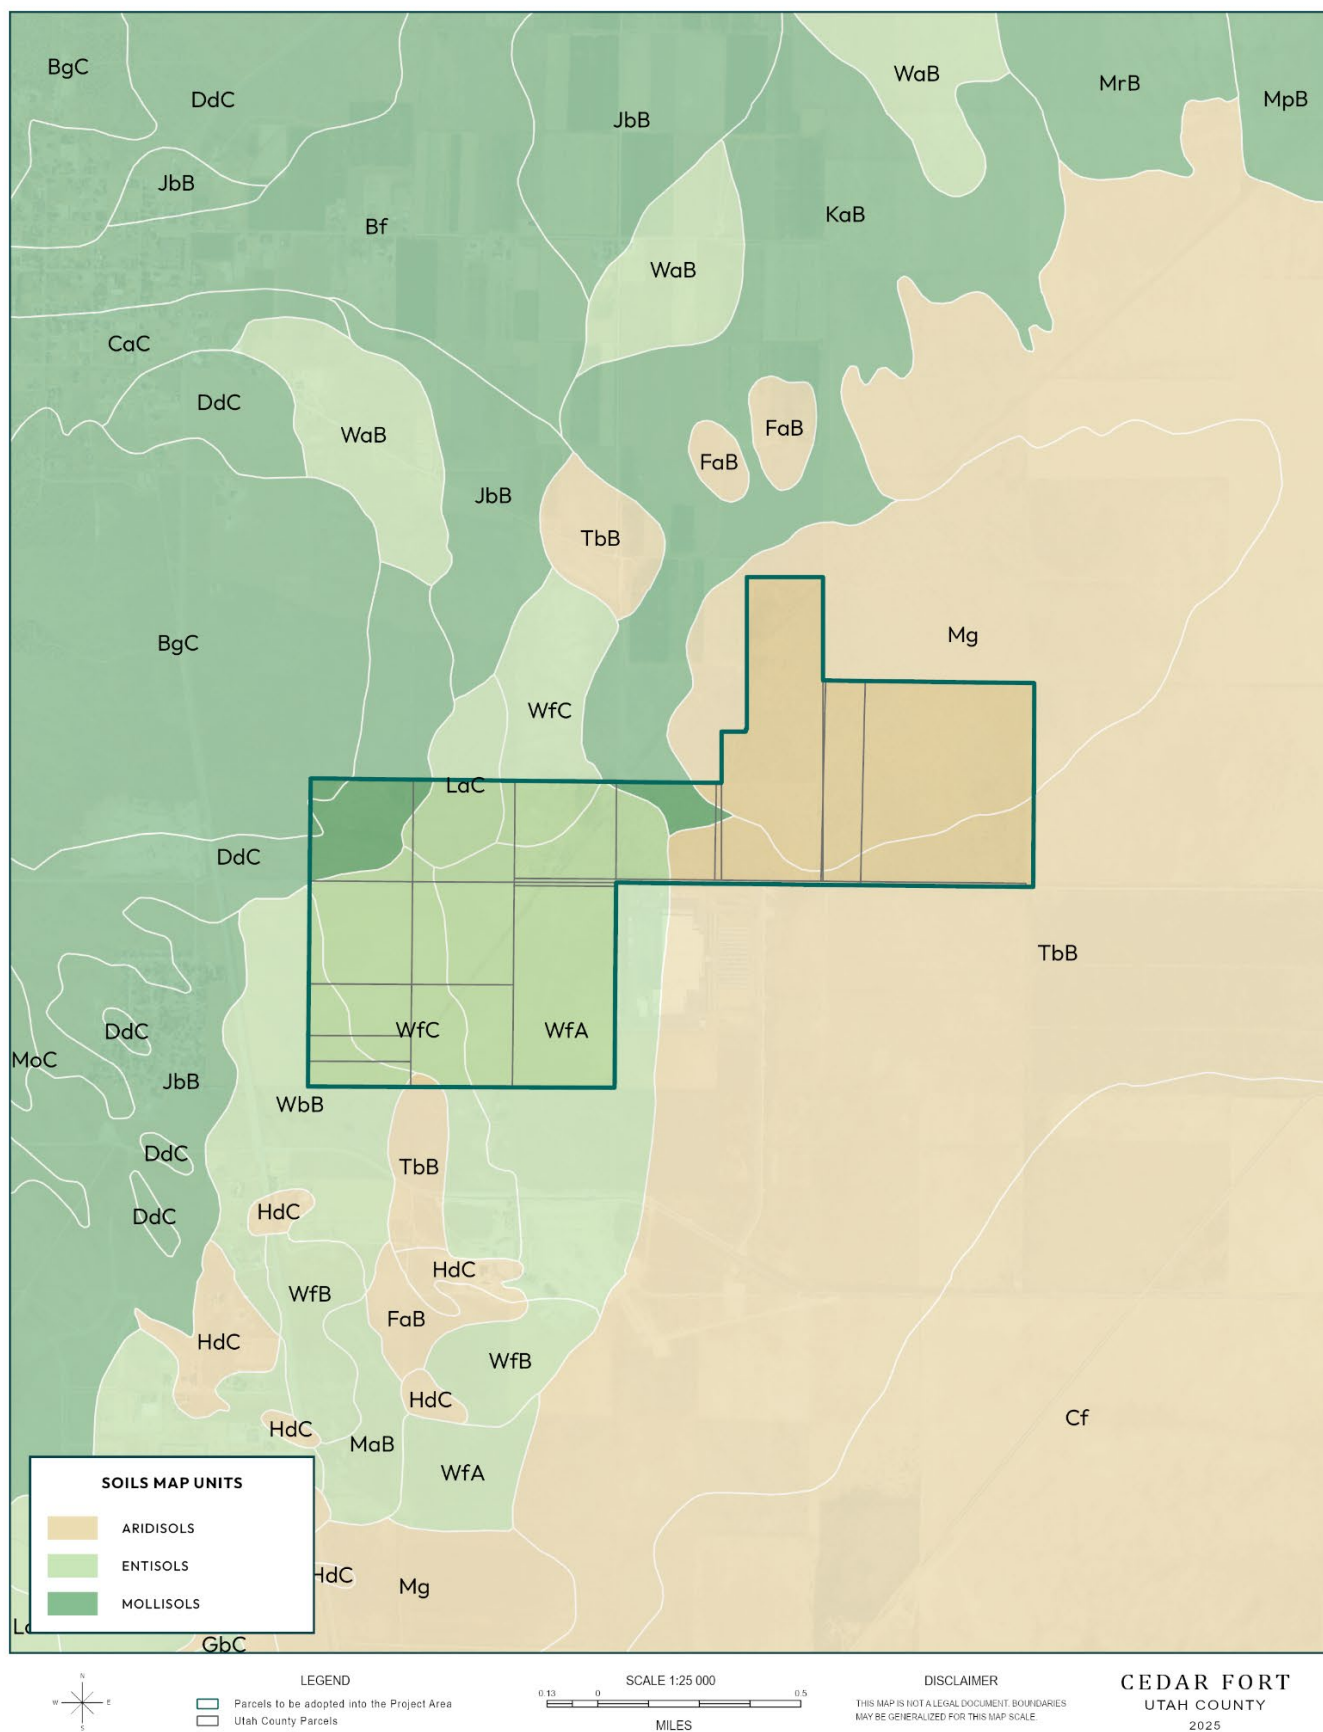 BgC
DdC
JbB
WaB
MrB
MpB
JbB
KaB
Bf
WaB
CaC
DdC
WaB
FaB
FaB
JbB
TbB
BgC
Mg
WfC
LaC
DdC
TbB
DdC
WfC
WfA
MoC
JbB
WbB
DdC
TbB
DdC
HdC
HdC
WfB
FaB
HdC
WfB
HdC
Cf
HdC
MaB
WfA
SOILS MAP UNITS
ARIDISOLS
ENTISOLS
MOLLISOLS
HdC
Mg
GbC
N
W
E
S
LEGEND
Parcels to be adopted into the Project Area
Utah County Parcels
SCALE 1:25 000
0.13 0 0.5
MILES
DISCLAIMER
THIS MAP IS NOT A LEGAL DOCUMENT. BOUNDARIES
MAY BE GENERALIZED FOR THIS MAP SCALE.
CEDAR FORT
UTAH COUNTY
2025